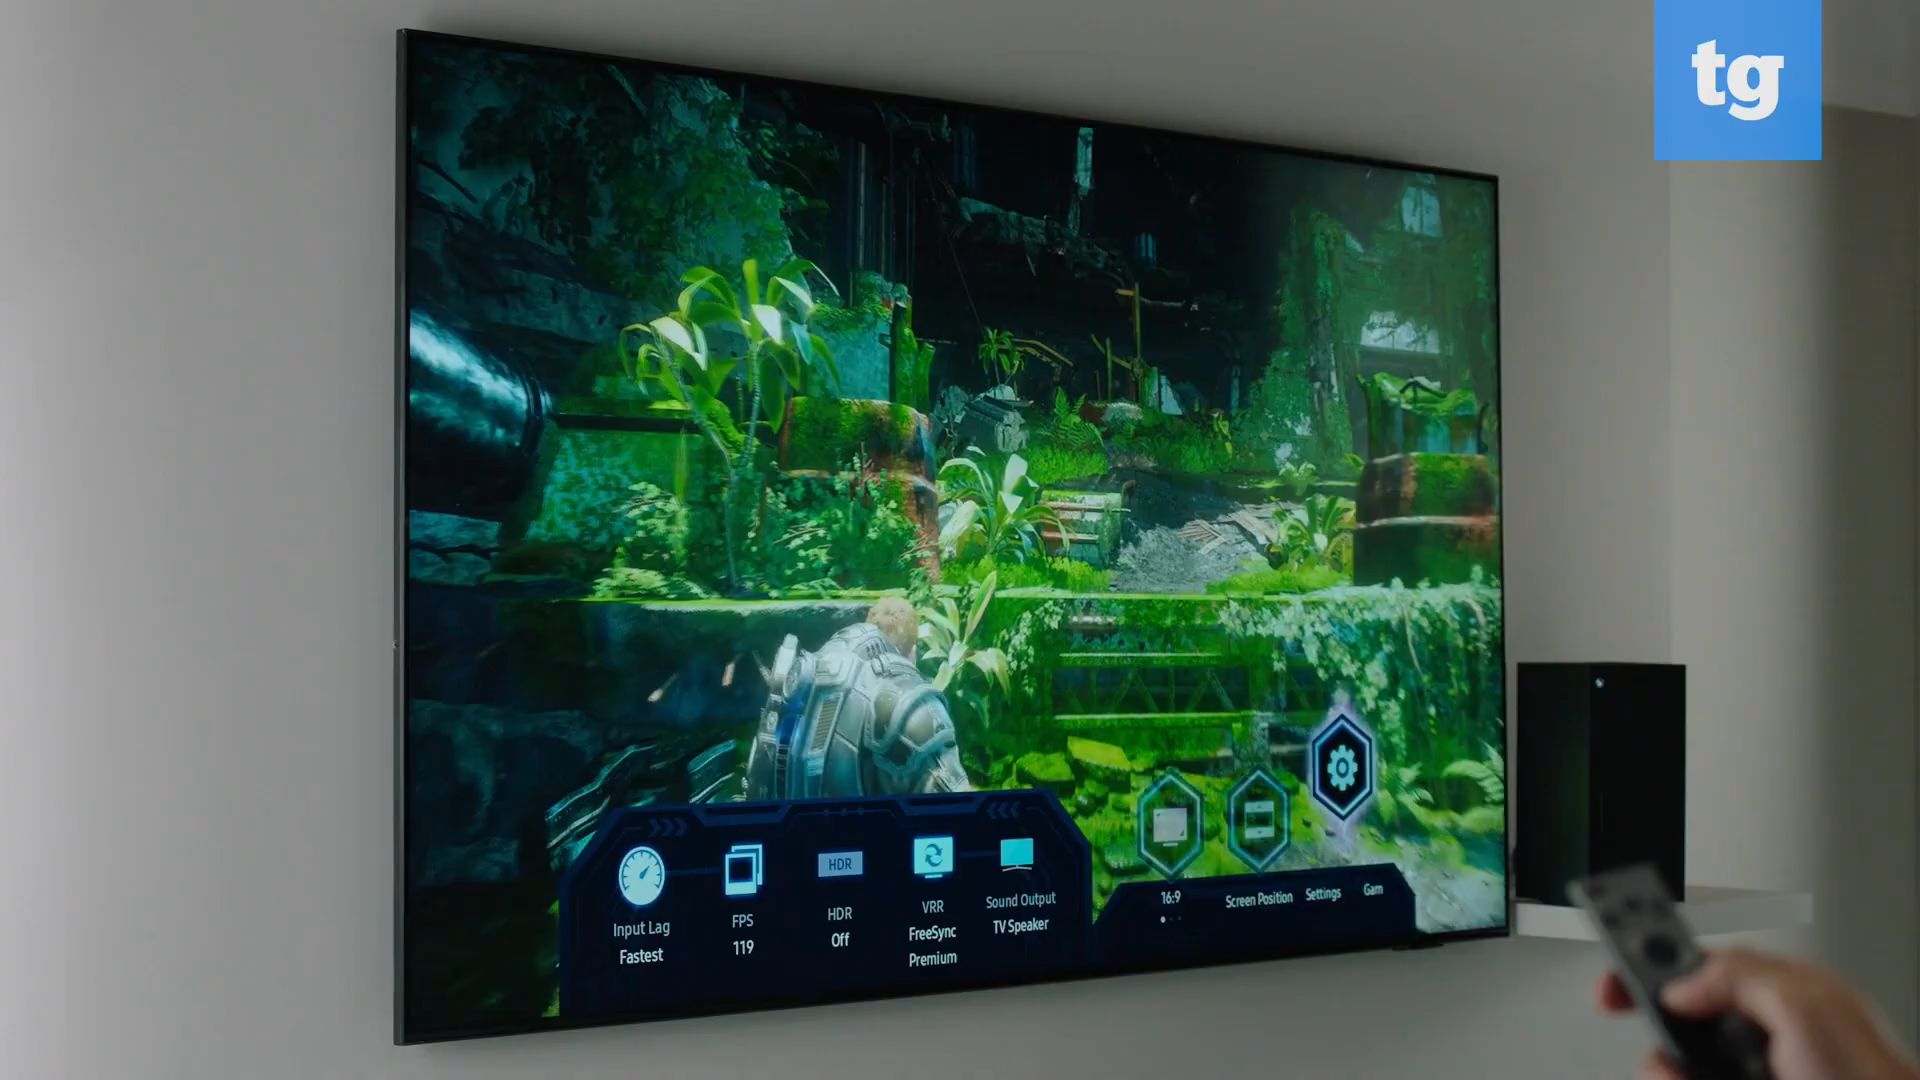 tg
Input Lag
Fastest
FPS
119
HDR
HDR
Off
VRR
FreeSync
Premium
Sound Output
TV Speaker
16:9
Screen Position
Settings
Gam